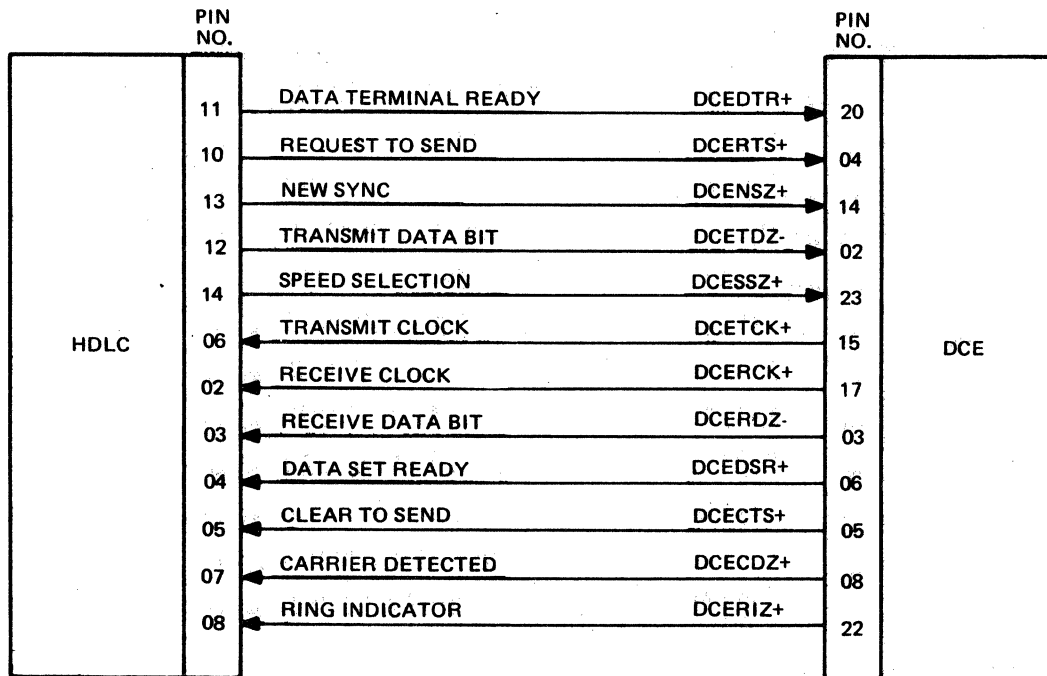 PIN NO. PIN NO.
11 DATA TERMINAL READY DCEDTR+ 20
10 REQUEST TO SEND DCERTS+ 04
13 NEW SYNC DCENSZ+ 14
12 TRANSMIT DATA BIT DCETDZ- 02
14 SPEED SELECTION DCESSZ+ 23
HDLC 06 TRANSMIT CLOCK DCETCK+ 15 DCE
02 RECEIVE CLOCK DCERCK+ 17
03 RECEIVE DATA BIT DCERDZ- 03
04 DATA SET READY DCEDSR+ 06
05 CLEAR TO SEND DCECTS+ 05
07 CARRIER DETECTED DCECDZ+ 08
08 RING INDICATOR DCERIZ+ 22